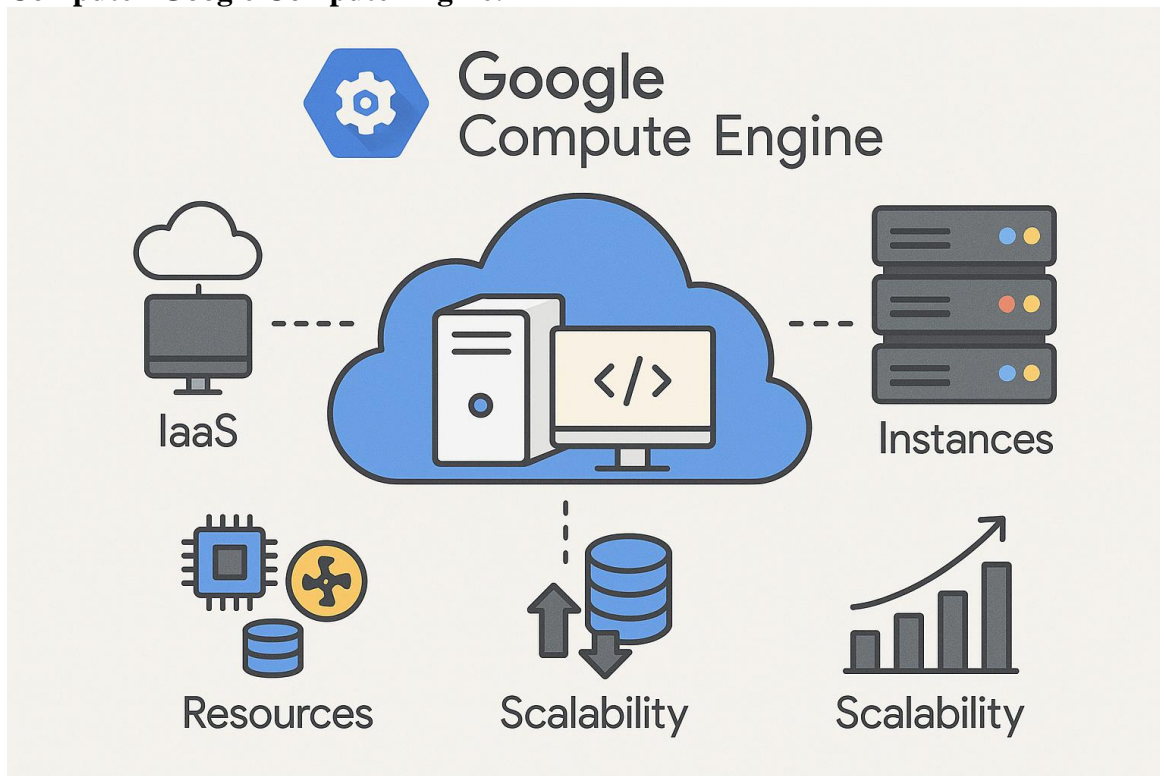 Google
Compute Engine
IaaS
</>
Instances
Resources
Scalability
Scalability